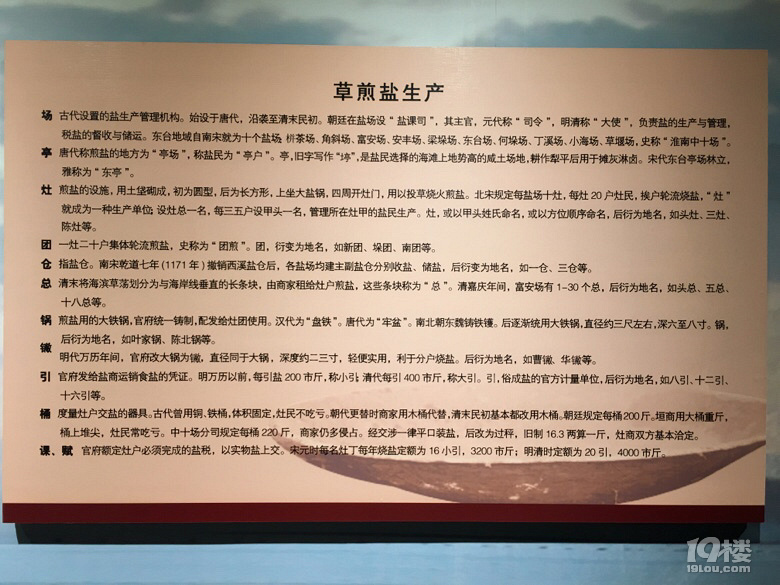 草煎盐生产
场 古代设置的盐生产管理机构。始设于唐代，沿袭至清末民初。朝廷在盐场设“盐课司”，其主官，元代称“司令”，明清称“大使”，负责盐的生产与管理，
税盐的督收与储运。东台地域自南宋就为十个盐场：栟茶场、角斜场、富安场、安丰场、梁垛场、东台场、何垛场、丁溪场、小海场、草堰场，史称“淮南中十场”。
亭 唐代称煎盐的地方为“亭场”，称盐民为“亭户”。亭，旧字写作“渟”，是盐民选择的海滩上地势高的咸土场地，耕作犁平后用于摊灰淋卤。宋代东台亭场林立，
雅称为“东亭”。
灶 煎盐的设施，用土垡砌成，初为圆型，后为长方形，上坐大盐锅，四周开灶门，用以投草烧火煎盐。北宋规定每盐场十灶，每灶20户灶民，挨户轮流烧盐，“灶”
就成为一种生产单位；设灶总一名，每三五户设甲头一名，管理所在灶甲的盐民生产。灶，或以甲头姓氏命名，或以方位顺序命名，后衍为地名，如头灶、三灶、
陈灶等。
团 一灶二十户集体轮流煎盐，史称为“团煎”。团，衍变为地名，如新团、垛团、南团等。
仓 指盐仓。南宋乾道七年(1171年)撤销西溪盐仓后，各盐场均建主副盐仓分别收盐、储盐，后衍变为地名，如一仓、三仓等。
总 清末将海滨草荡划分为与海岸线垂直的长条块，由商家租给灶户煎盐，这些条块称为“总”。清嘉庆年间，富安场有1-30个总，后衍为地名，如头总、五总、
十八总等。
锅 煎盐用的大铁锅，官府统一铸制，配发给灶团使用。汉代为“盘铁”。唐代为“牢盆”。南北朝东魏铸铁镬。后逐渐统用大铁锅，直径约三尺左右，深六至八寸。锅，
后衍为地名，如叶家锅、陈北锅等。
𨭎 明代万历年间，官府改大锅为𨭎，直径同于大锅，深度约二三寸，轻便实用，利于分户烧盐。后衍为地名，如曹𨭎、华𨭎等。
引 官府发给盐商运销食盐的凭证。明万历以前，每引盐200市斤，称小引；清代每引400市斤，称大引。引，俗成盐的官方计量单位，后衍为地名，如八引、十二引、
十六引等。
桶 度量灶户交盐的器具。古代曾用铜、铁桶，体积固定，灶民不吃亏。朝代更替时商家用木桶代替，清末民初基本都改用木桶。朝廷规定每桶200斤。垣商用大桶重斤，
桶上堆尖，灶民常吃亏。中十场分司规定每桶220斤，商家仍多侵占。经交涉一律平口装盐，后改为过秤，旧制16.3两算一斤，灶商双方基本洽定。
课、赋 官府额定灶户必须完成的盐税，以实物盐上交。宋元时每名灶丁每年烧盐定额为16小引，3200市斤；明清时定额为20引，4000市斤。
19楼
19lou.com